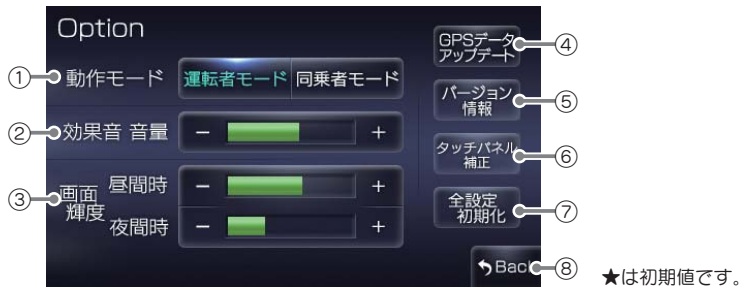 Option
① 動作モード 運転者モード 同乗者モード
② 効果音 音量 － ＋
③ 画面輝度
昼間時 － ＋
夜間時 － ＋
④ GPSデータ
アップデート
⑤ バージョン
情報
⑥ タッチパネル
補正
⑦ 全設定
初期化
⑧ Back
★は初期値です。